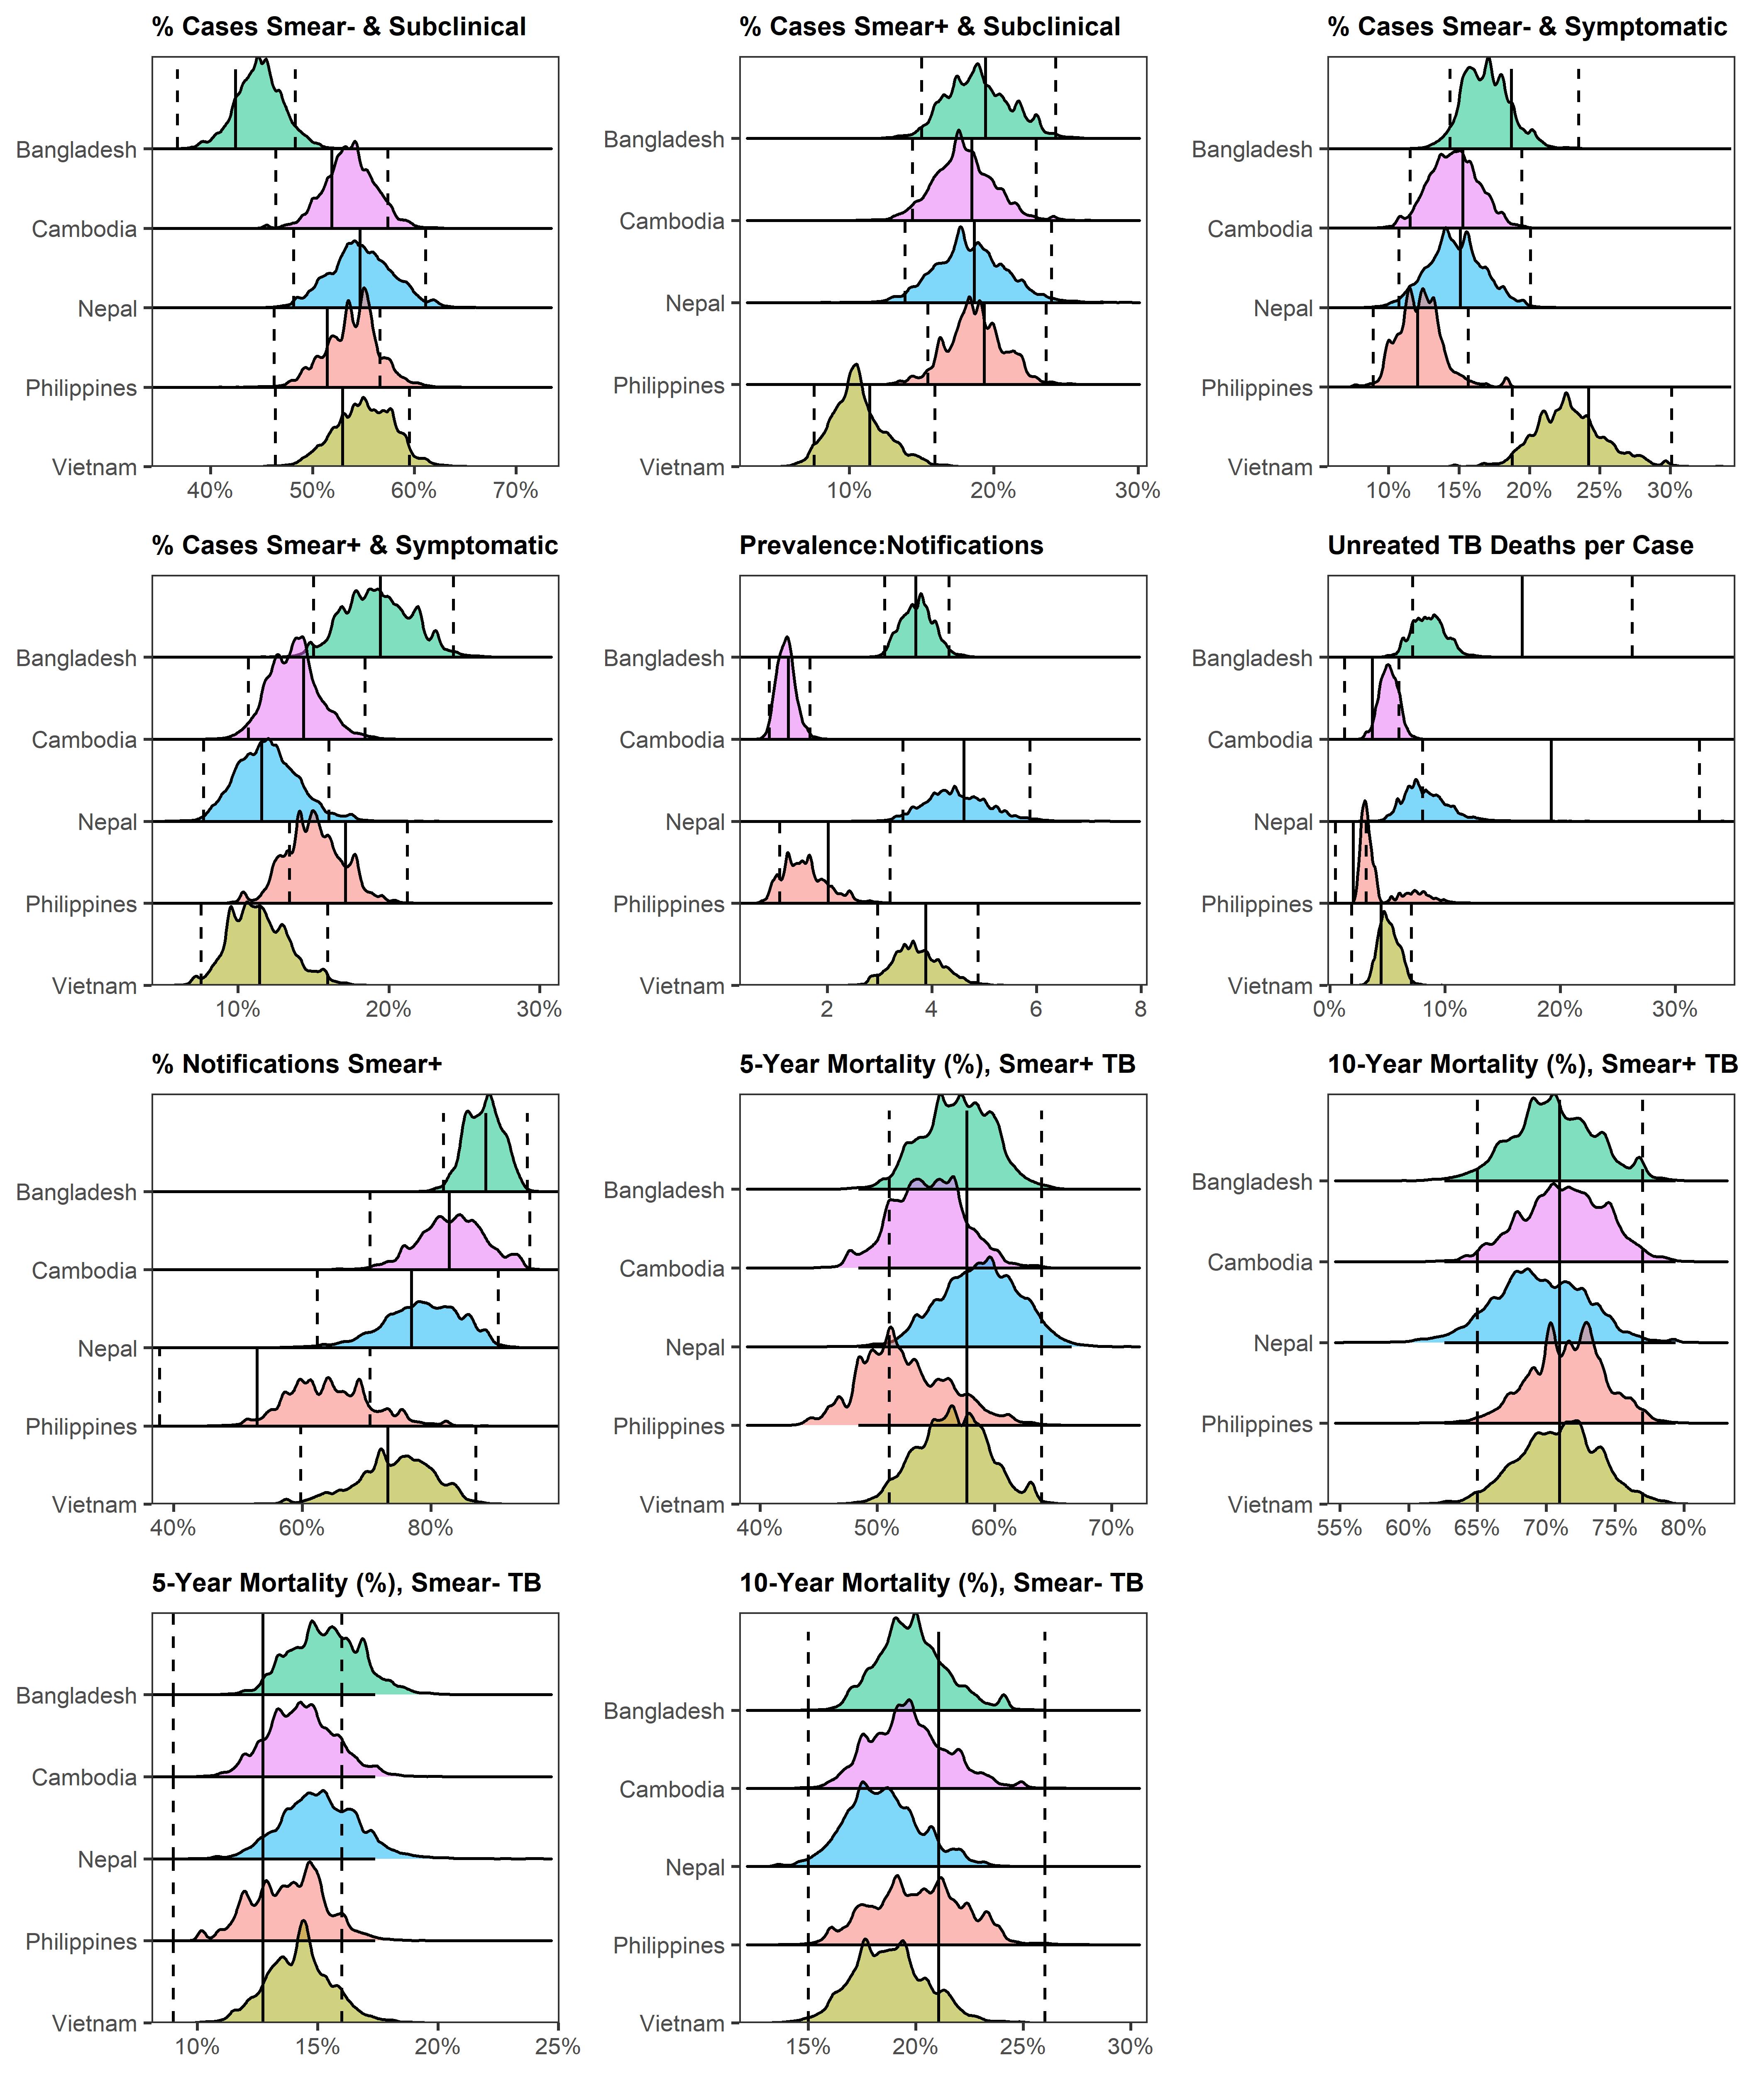 % Cases Smear- & Subclinical
Bangladesh
Cambodia
Nepal
Philippines
Vietnam
40% 50% 60% 70%
% Cases Smear+ & Subclinical
Bangladesh
Cambodia
Nepal
Philippines
Vietnam
10% 20% 30%
% Cases Smear- & Symptomatic
Bangladesh
Cambodia
Nepal
Philippines
Vietnam
10% 15% 20% 25% 30%
% Cases Smear+ & Symptomatic
Bangladesh
Cambodia
Nepal
Philippines
Vietnam
10% 20% 30%
Prevalence:Notifications
Bangladesh
Cambodia
Nepal
Philippines
Vietnam
2 4 6 8
Unreated TB Deaths per Case
Bangladesh
Cambodia
Nepal
Philippines
Vietnam
0% 10% 20% 30%
% Notifications Smear+
Bangladesh
Cambodia
Nepal
Philippines
Vietnam
40% 60% 80%
5-Year Mortality (%), Smear+ TB
Bangladesh
Cambodia
Nepal
Philippines
Vietnam
40% 50% 60% 70%
10-Year Mortality (%), Smear+ TB
Bangladesh
Cambodia
Nepal
Philippines
Vietnam
55% 60% 65% 70% 75% 80%
5-Year Mortality (%), Smear- TB
Bangladesh
Cambodia
Nepal
Philippines
Vietnam
10% 15% 20% 25%
10-Year Mortality (%), Smear- TB
Bangladesh
Cambodia
Nepal
Philippines
Vietnam
15% 20% 25% 30%